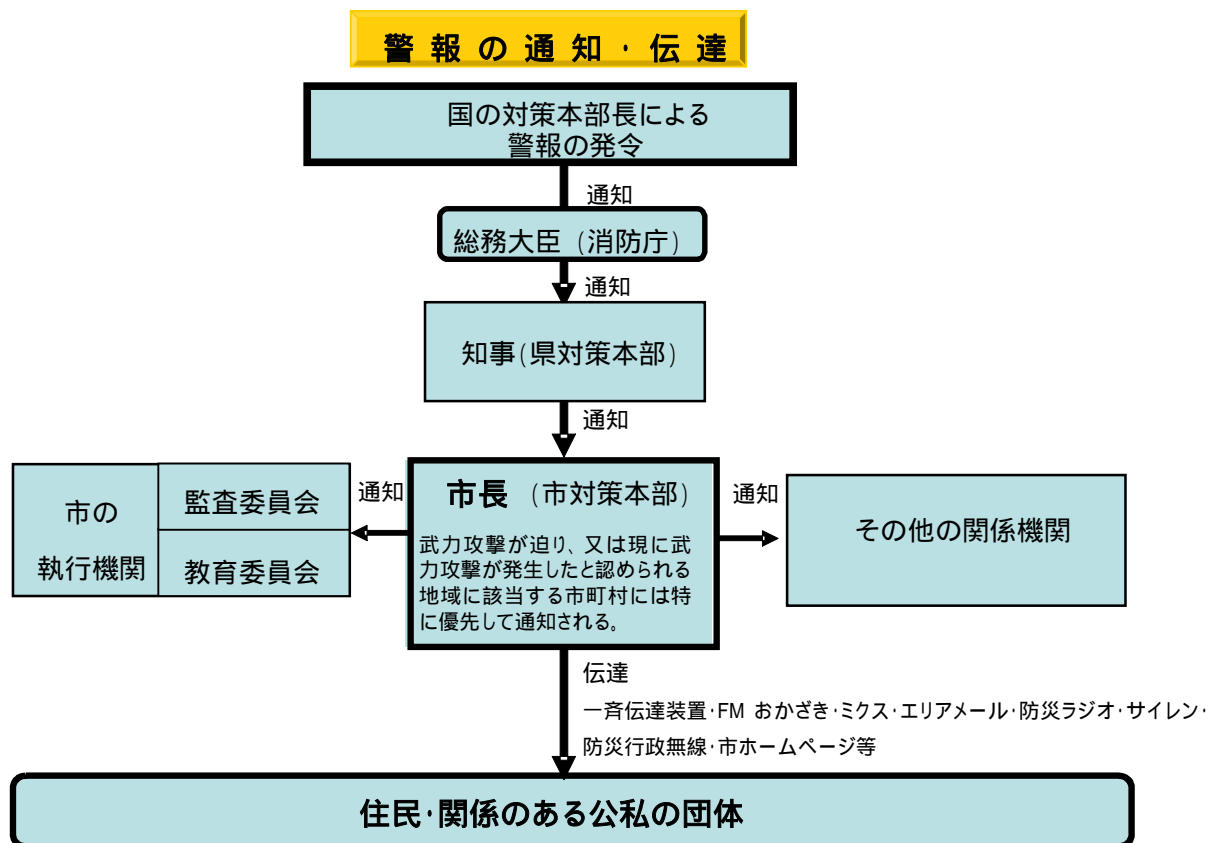 警報の通知・伝達
国の対策本部長による
警報の発令
通知
総務大臣（消防庁）
通知
知事(県対策本部)
通知
市の
執行機関
監査委員会
教育委員会
通知
市長（市対策本部）
武力攻撃が迫り、又は現に武
力攻撃が発生したと認められる
地域に該当する市町村には特
に優先して通知される。
通知
その他の関係機関
伝達
一斉伝達装置・FM おかざき・ミクス・エリアメール・防災ラジオ・サイレン・
防災行政無線・市ホームページ等
住民・関係のある公私の団体